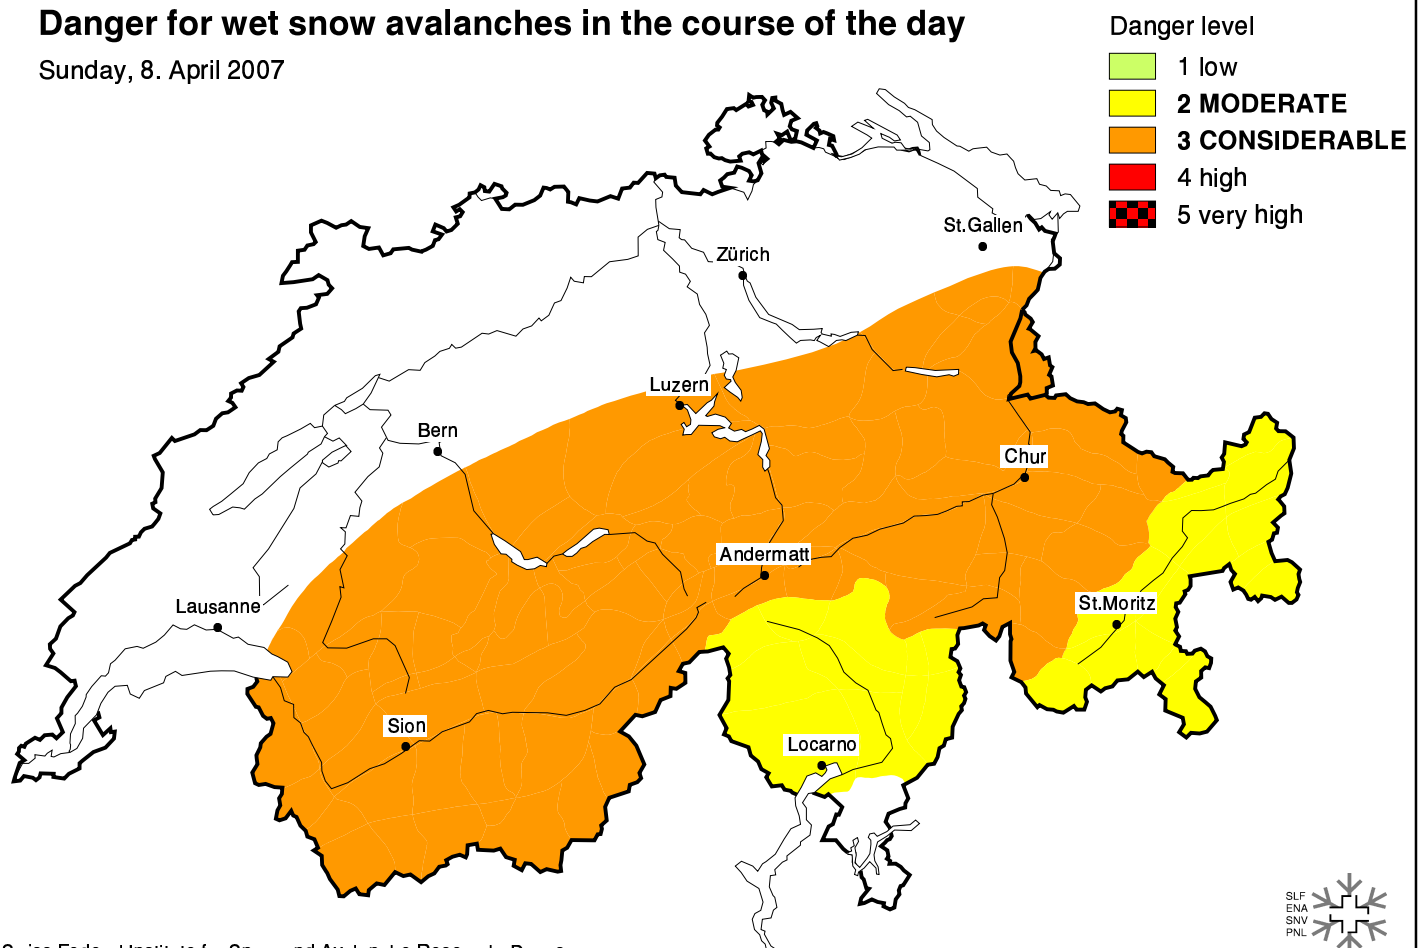 Danger for wet snow avalanches in the course of the day
Sunday, 8. April 2007
Danger level
1 low
2 MODERATE
3 CONSIDERABLE
4 high
5 very high
St.Gallen
Zürich
Luzern
Bern
Chur
Andermatt
Lausanne
St.Moritz
Sion
Locarno
SLF
ENA
SNV
PNL